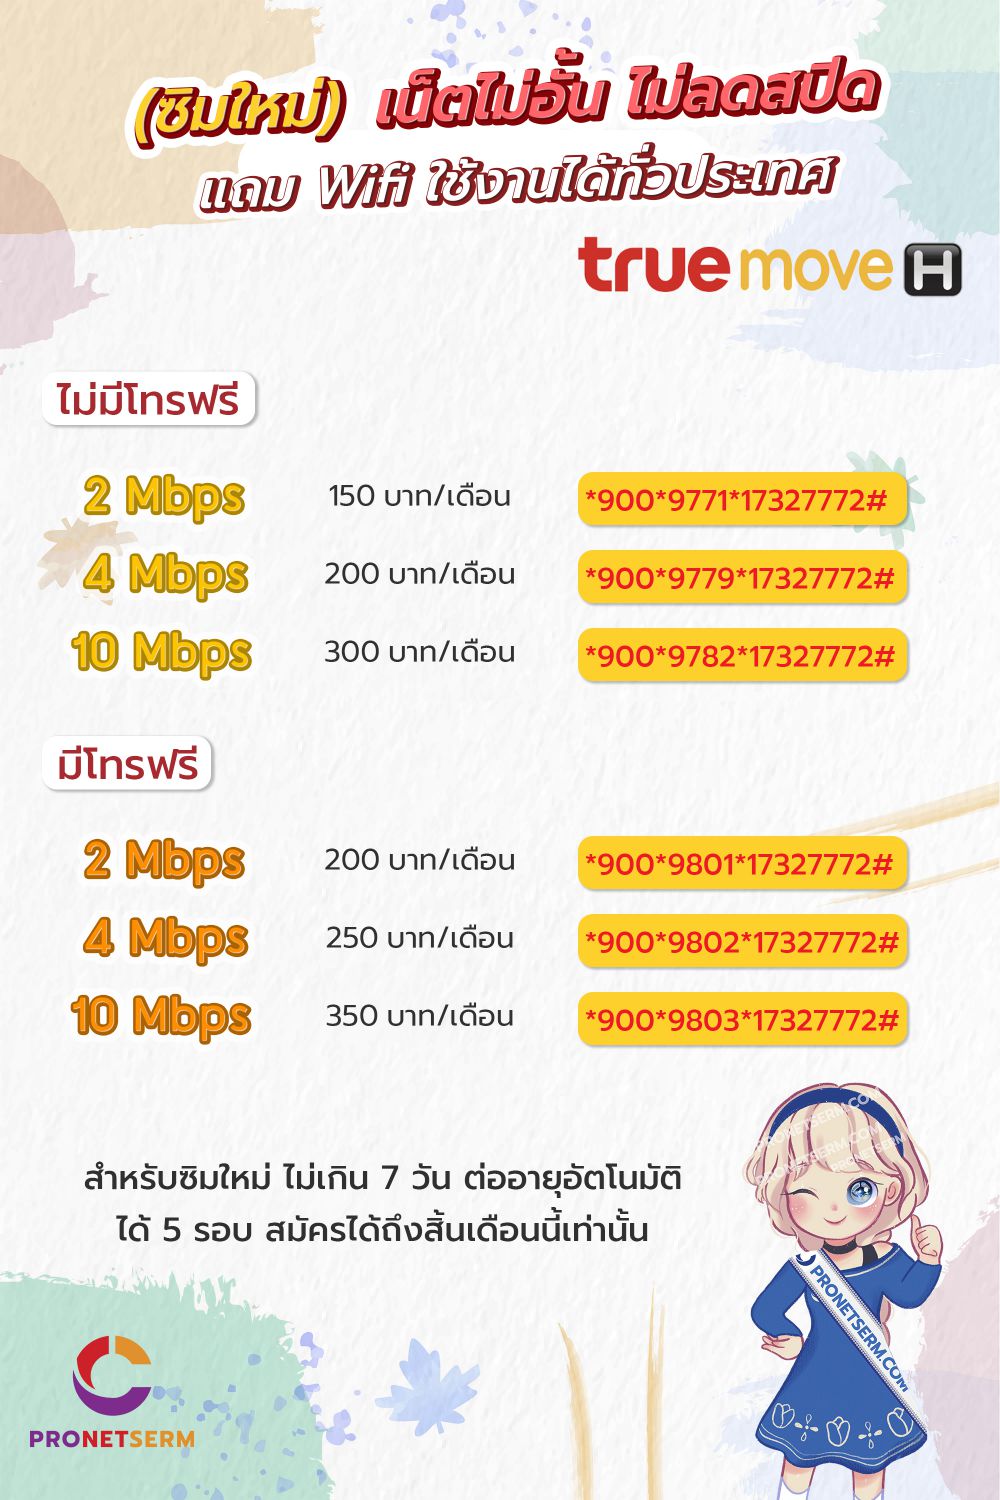 (ซิมใหม่) เน็ตไม่อั้น ไม่ลดสปีด
แถม Wifi ใช้งานได้ทั่วประเทศ
true move H
ไม่มีโทรฟรี
2 Mbps 150 บาท/เดือน *900*9771*17327772#
4 Mbps 200 บาท/เดือน *900*9779*17327772#
10 Mbps 300 บาท/เดือน *900*9782*17327772#
มีโทรฟรี
2 Mbps 200 บาท/เดือน *900*9801*17327772#
4 Mbps 250 บาท/เดือน *900*9802*17327772#
10 Mbps 350 บาท/เดือน *900*9803*17327772#
สำหรับซิมใหม่ ไม่เกิน 7 วัน ต่ออายุอัตโนมัติ
ได้ 5 รอบ สมัครได้ถึงสิ้นเดือนนี้เท่านั้น
PRONETSERM.COM
PRONETSERM.COM
PRONETSERM
PRONETSERM.COM
PRONETSERM